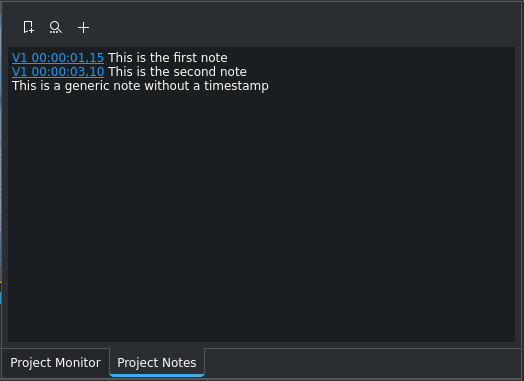 V1 00:00:01,15 This is the first note
V1 00:00:03,10 This is the second note
This is a generic note without a timestamp
Project Monitor
Project Notes